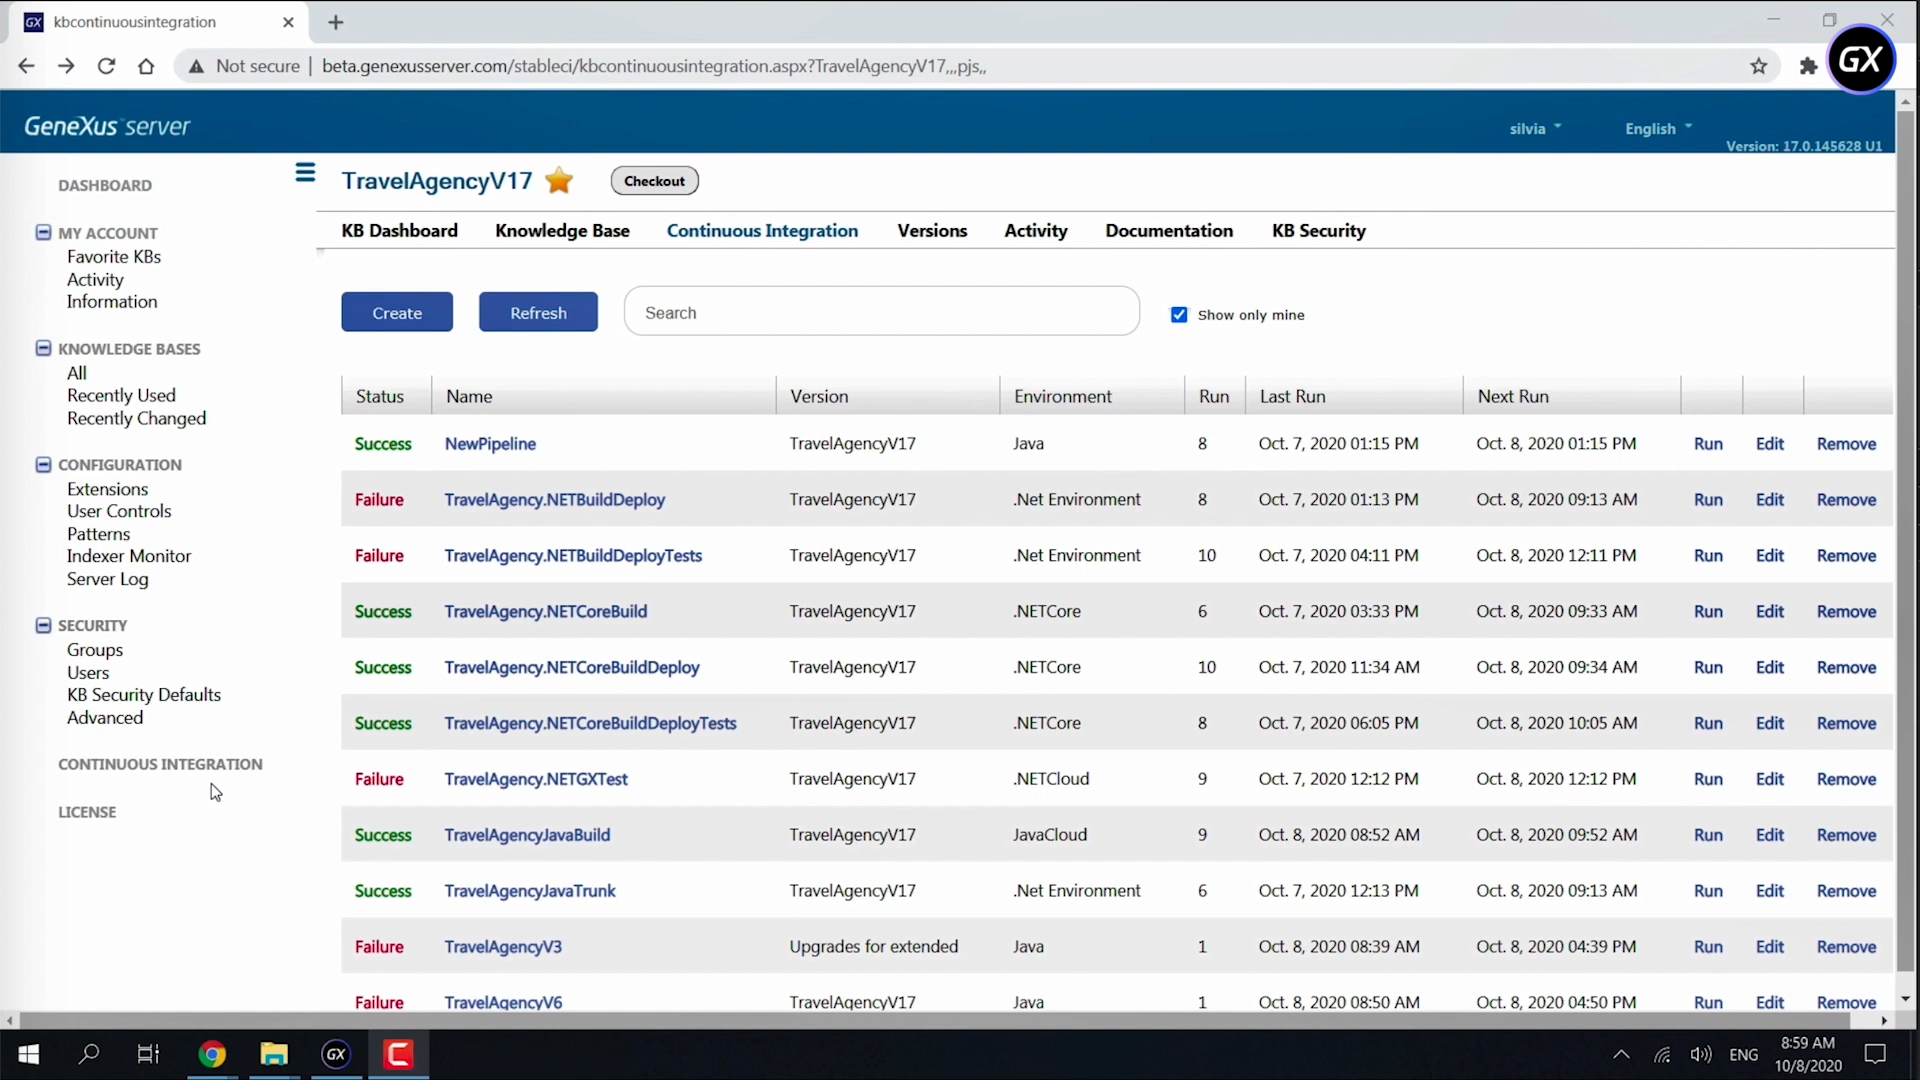 GX kbcontinuousintegration
Not secure | beta.genexusserver.com/stableci/kbcontinuousintegration.aspx?TravelAgencyV17,,,pjs,,
GX
GeneXus™ server
silvia English
Version: 17.0.145628 U1
DASHBOARD
MY ACCOUNT
Favorite KBs
Activity
Information
KNOWLEDGE BASES
All
Recently Used
Recently Changed
CONFIGURATION
Extensions
User Controls
Patterns
Indexer Monitor
Server Log
SECURITY
Groups
Users
KB Security Defaults
Advanced
CONTINUOUS INTEGRATION
LICENSE
TravelAgencyV17 Checkout
KB Dashboard Knowledge Base Continuous Integration Versions Activity Documentation KB Security
Create Refresh Search Show only mine
Status Name Version Environment Run Last Run Next Run
Success NewPipeline TravelAgencyV17 Java 8 Oct. 7, 2020 01:15 PM Oct. 8, 2020 01:15 PM Run Edit Remove
Failure TravelAgency.NETBuildDeploy TravelAgencyV17 .Net Environment 8 Oct. 7, 2020 01:13 PM Oct. 8, 2020 09:13 AM Run Edit Remove
Failure TravelAgency.NETBuildDeployTests TravelAgencyV17 .Net Environment 10 Oct. 7, 2020 04:11 PM Oct. 8, 2020 12:11 PM Run Edit Remove
Success TravelAgency.NETCoreBuild TravelAgencyV17 .NETCore 6 Oct. 7, 2020 03:33 PM Oct. 8, 2020 09:33 AM Run Edit Remove
Success TravelAgency.NETCoreBuildDeploy TravelAgencyV17 .NETCore 10 Oct. 7, 2020 11:34 AM Oct. 8, 2020 09:34 AM Run Edit Remove
Success TravelAgency.NETCoreBuildDeployTests TravelAgencyV17 .NETCore 8 Oct. 7, 2020 06:05 PM Oct. 8, 2020 10:05 AM Run Edit Remove
Failure TravelAgency.NETGXTest TravelAgencyV17 .NETCloud 9 Oct. 7, 2020 12:12 PM Oct. 8, 2020 12:12 PM Run Edit Remove
Success TravelAgencyJavaBuild TravelAgencyV17 JavaCloud 9 Oct. 8, 2020 08:52 AM Oct. 8, 2020 09:52 AM Run Edit Remove
Success TravelAgencyJavaTrunk TravelAgencyV17 .Net Environment 6 Oct. 7, 2020 12:13 PM Oct. 8, 2020 09:13 AM Run Edit Remove
Failure TravelAgencyV3 Upgrades for extended Java 1 Oct. 8, 2020 08:39 AM Oct. 8, 2020 04:39 PM Run Edit Remove
Failure TravelAgencyV6 TravelAgencyV17 Java 1 Oct. 8, 2020 08:50 AM Oct. 8, 2020 04:50 PM Run Edit Remove
GX C ENG 8:59 AM
10/8/2020